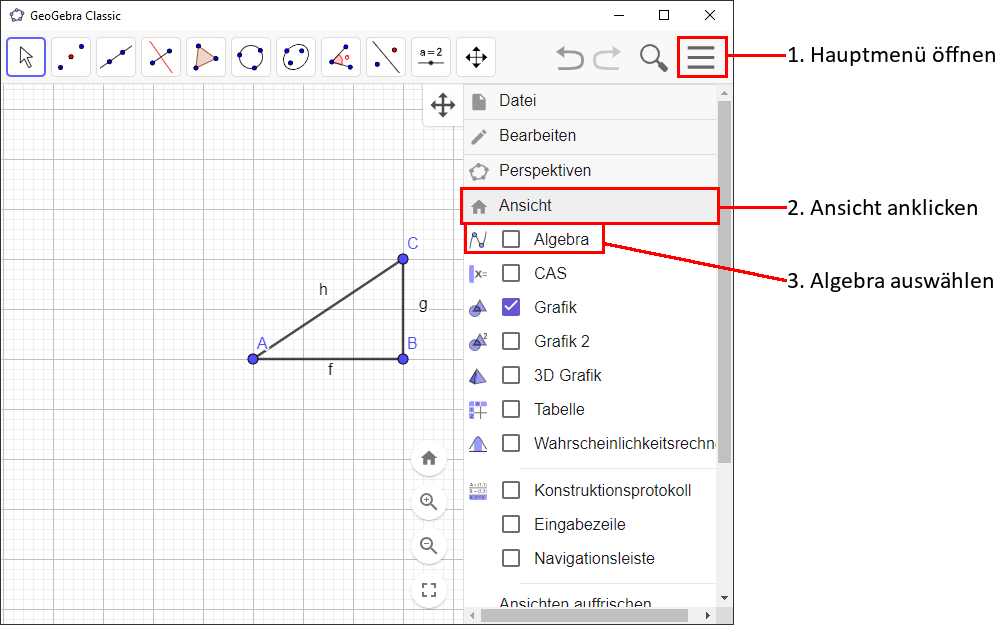 GeoGebra Classic
a=2
1. Hauptmenü öffnen
Datei
Bearbeiten
Perspektiven
Ansicht
2. Ansicht anklicken
Algebra
3. Algebra auswählen
x=
CAS
Grafik
2
Grafik 2
3D Grafik
Tabelle
Wahrscheinlichkeitsrechn
Konstruktionsprotokoll
Eingabezeile
Navigationsleiste
Ansichten auffrischen
C
h
g
A
B
f